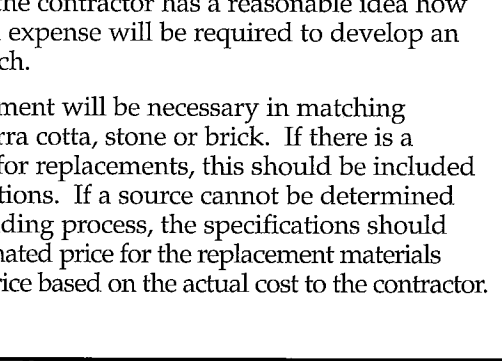 the contractor has a reasonable idea how
expense will be required to develop an
ch.
ment will be necessary in matching
rra cotta, stone or brick. If there is a
for replacements, this should be included
tions. If a source cannot be determined
ding process, the specifications should
nated price for the replacement materials
rice based on the actual cost to the contractor.